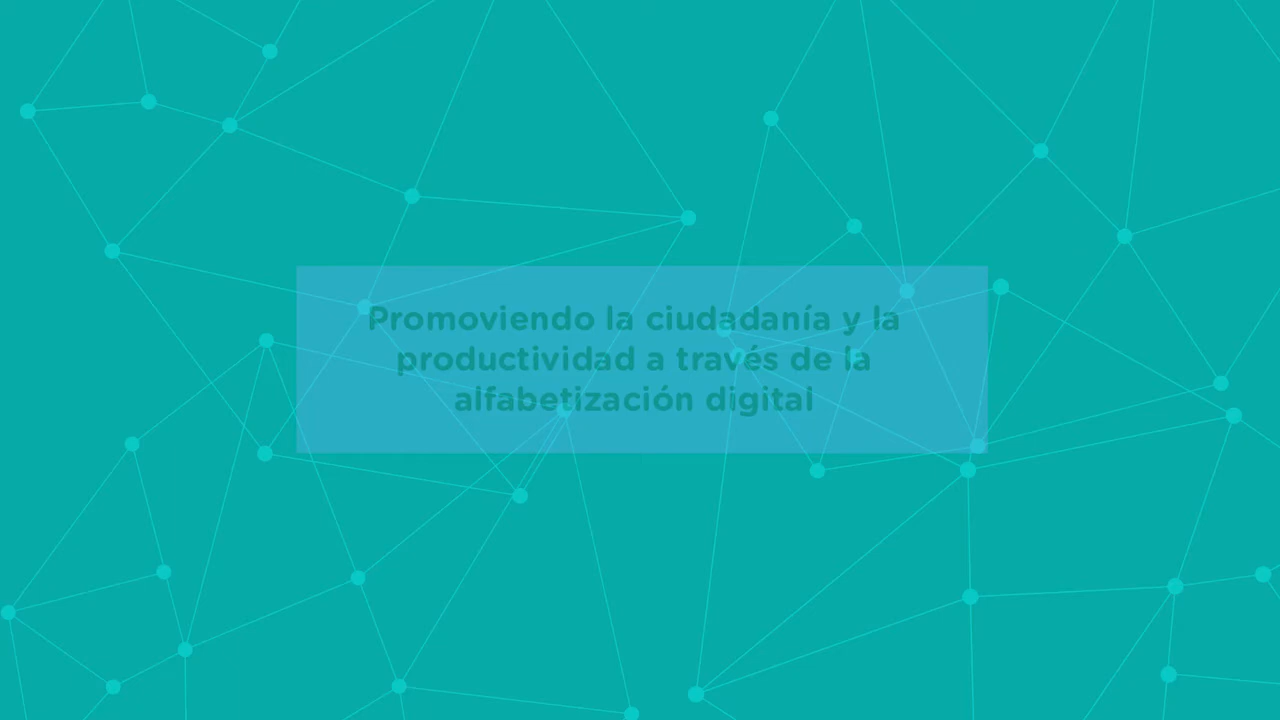 Promoviendo la ciudadanía y la
productividad a través de la
alfabetización digital